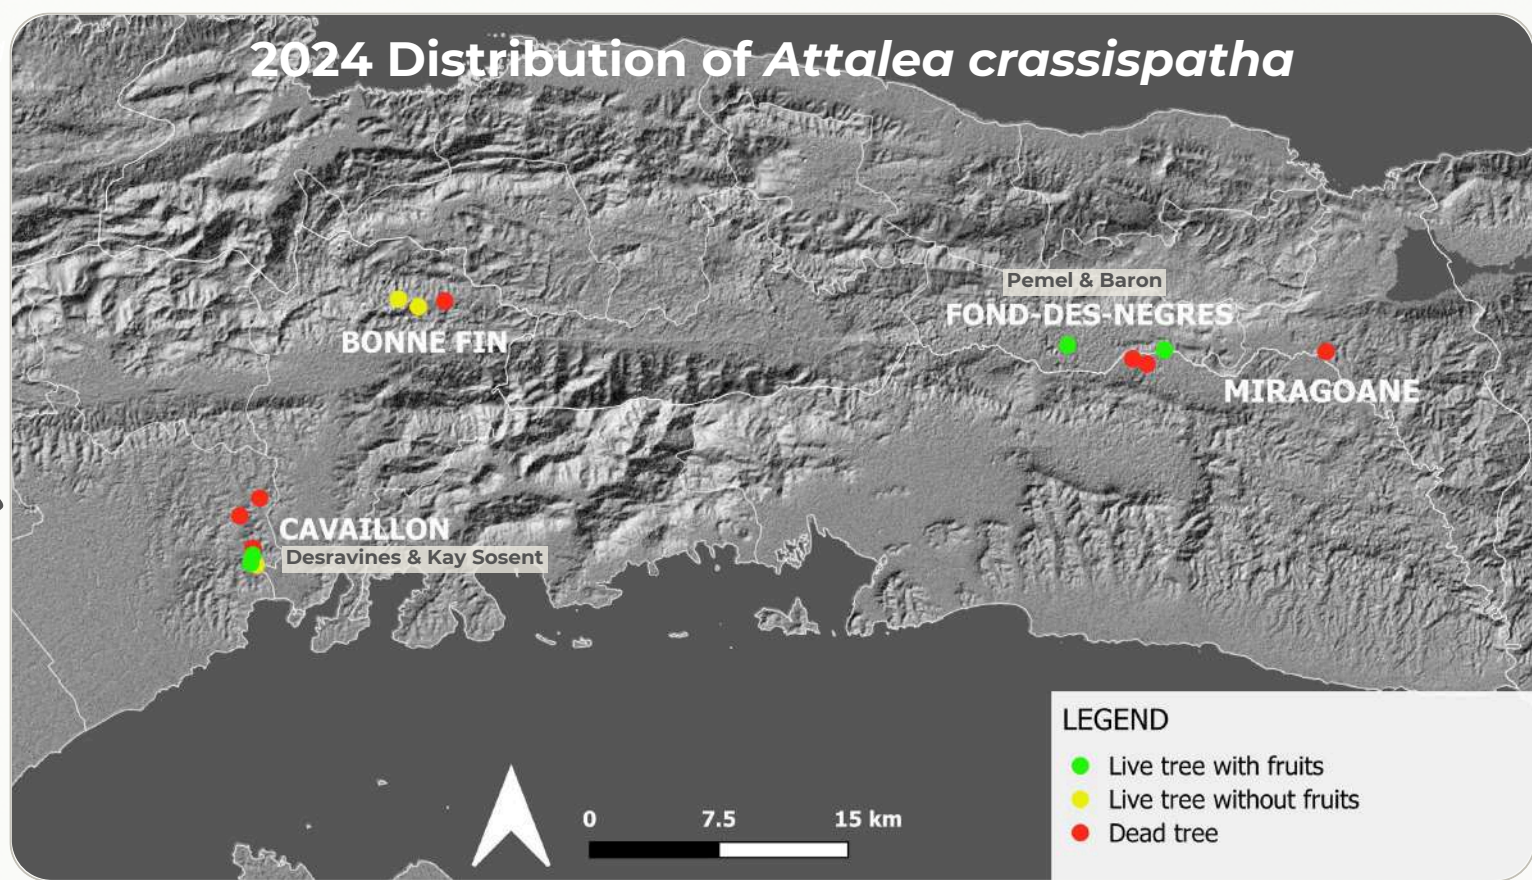 2024 Distribution of Attalea crassispatha
Pemel & Baron
FOND-DES-NEGRES
BONNE FIN
MIRAGOANE
CAVAILLON
Desravines & Kay Sosent
LEGEND
Live tree with fruits
Live tree without fruits
Dead tree
0 7.5 15 km